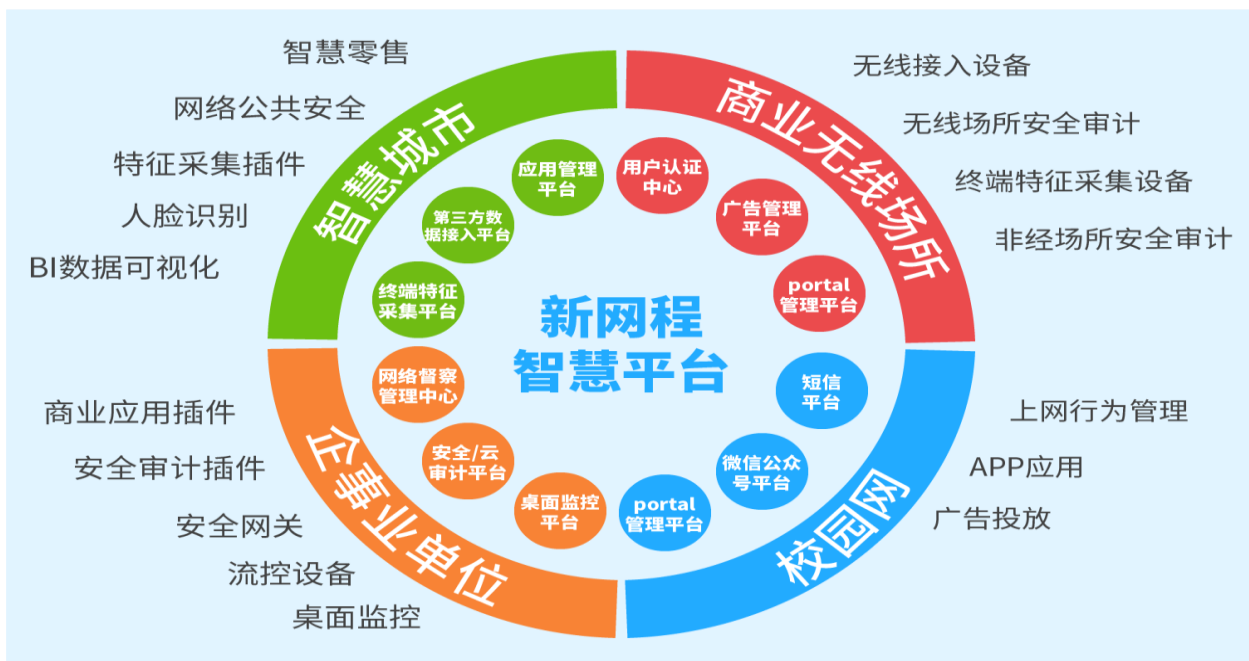 智慧零售
网络公共安全
特征采集插件
人脸识别
BI数据可视化
智慧城市
应用管理
平台
第三方数
据接入平台
终端特征
采集平台
商业无线场所
用户认证
中心
广告管理
平台
portal
管理平台
无线接入设备
无线场所安全审计
终端特征采集设备
非经场所安全审计
新网程
智慧平台
商业应用插件
安全审计插件
安全网关
流控设备
桌面监控
企事业单位
网络督察
管理中心
安全/云
审计平台
桌面监控
平台
校园网
短信
平台
微信公众
号平台
portal
管理平台
上网行为管理
APP应用
广告投放